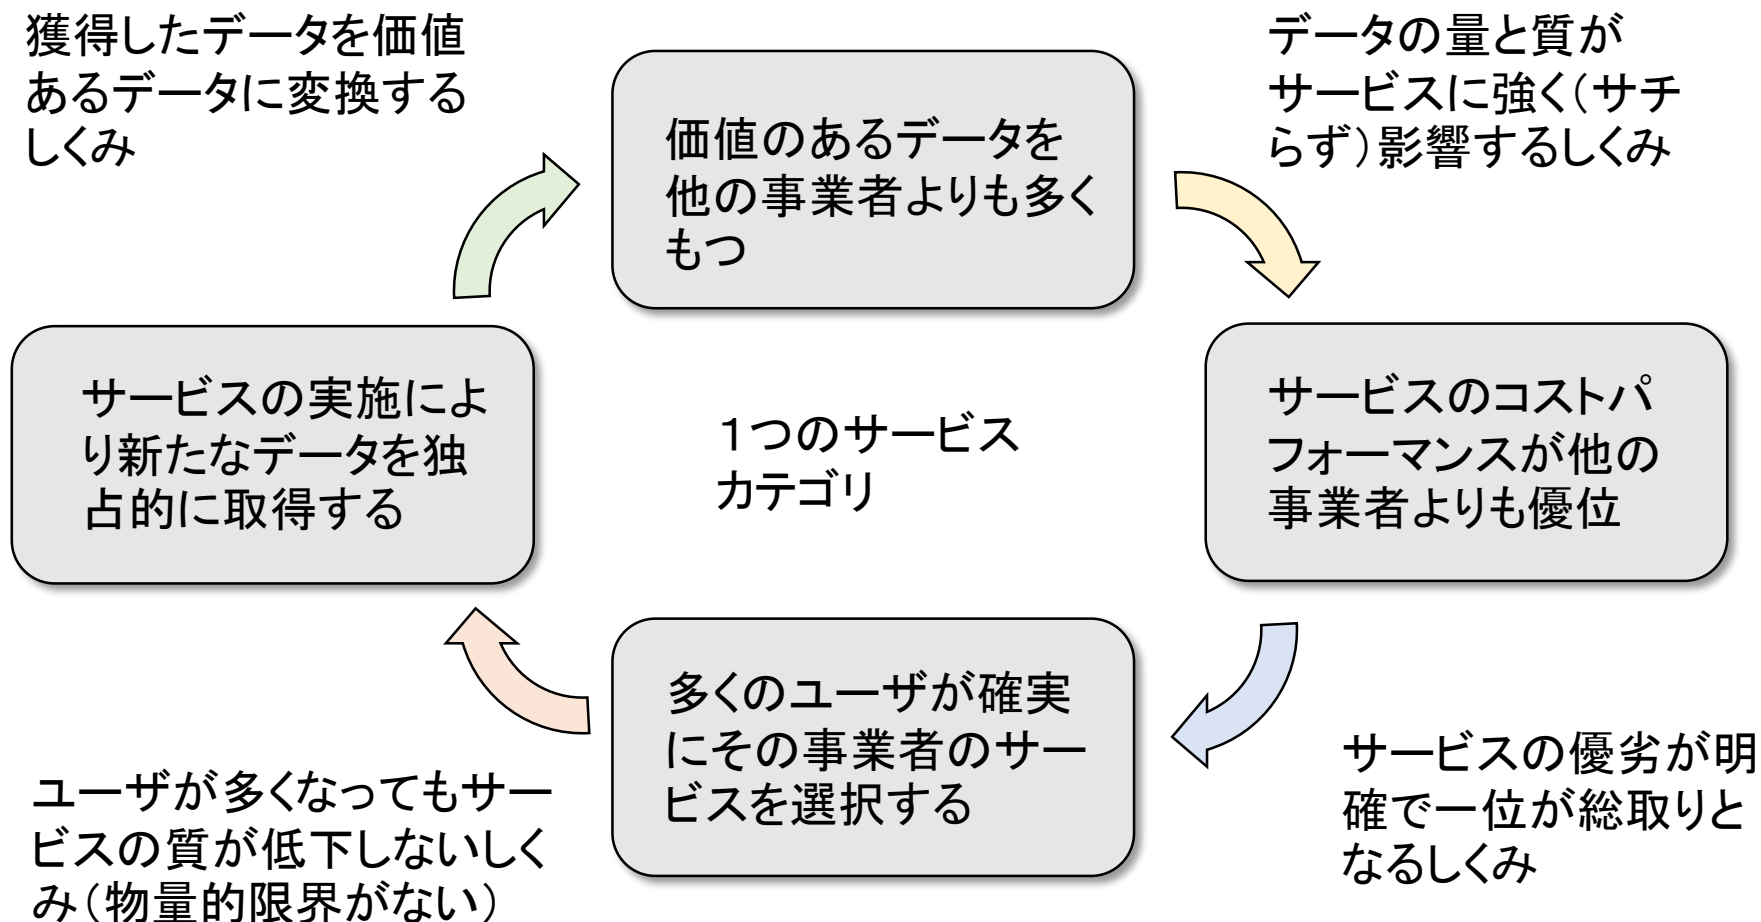 獲得したデータを価値
あるデータに変換する
しくみ
価値のあるデータを
他の事業者よりも多く
もつ
データの量と質が
サービスに強く(サチ
らず)影響するしくみ
サービスの実施によ
り新たなデータを独
占的に取得する
1つのサービス
カテゴリ
サービスのコストパ
フォーマンスが他の
事業者よりも優位
ユーザが多くなってもサー
ビスの質が低下しないしく
み(物量的限界がない)
多くのユーザが確実
にその事業者のサー
ビスを選択する
サービスの優劣が明
確で一位が総取りと
なるしくみ